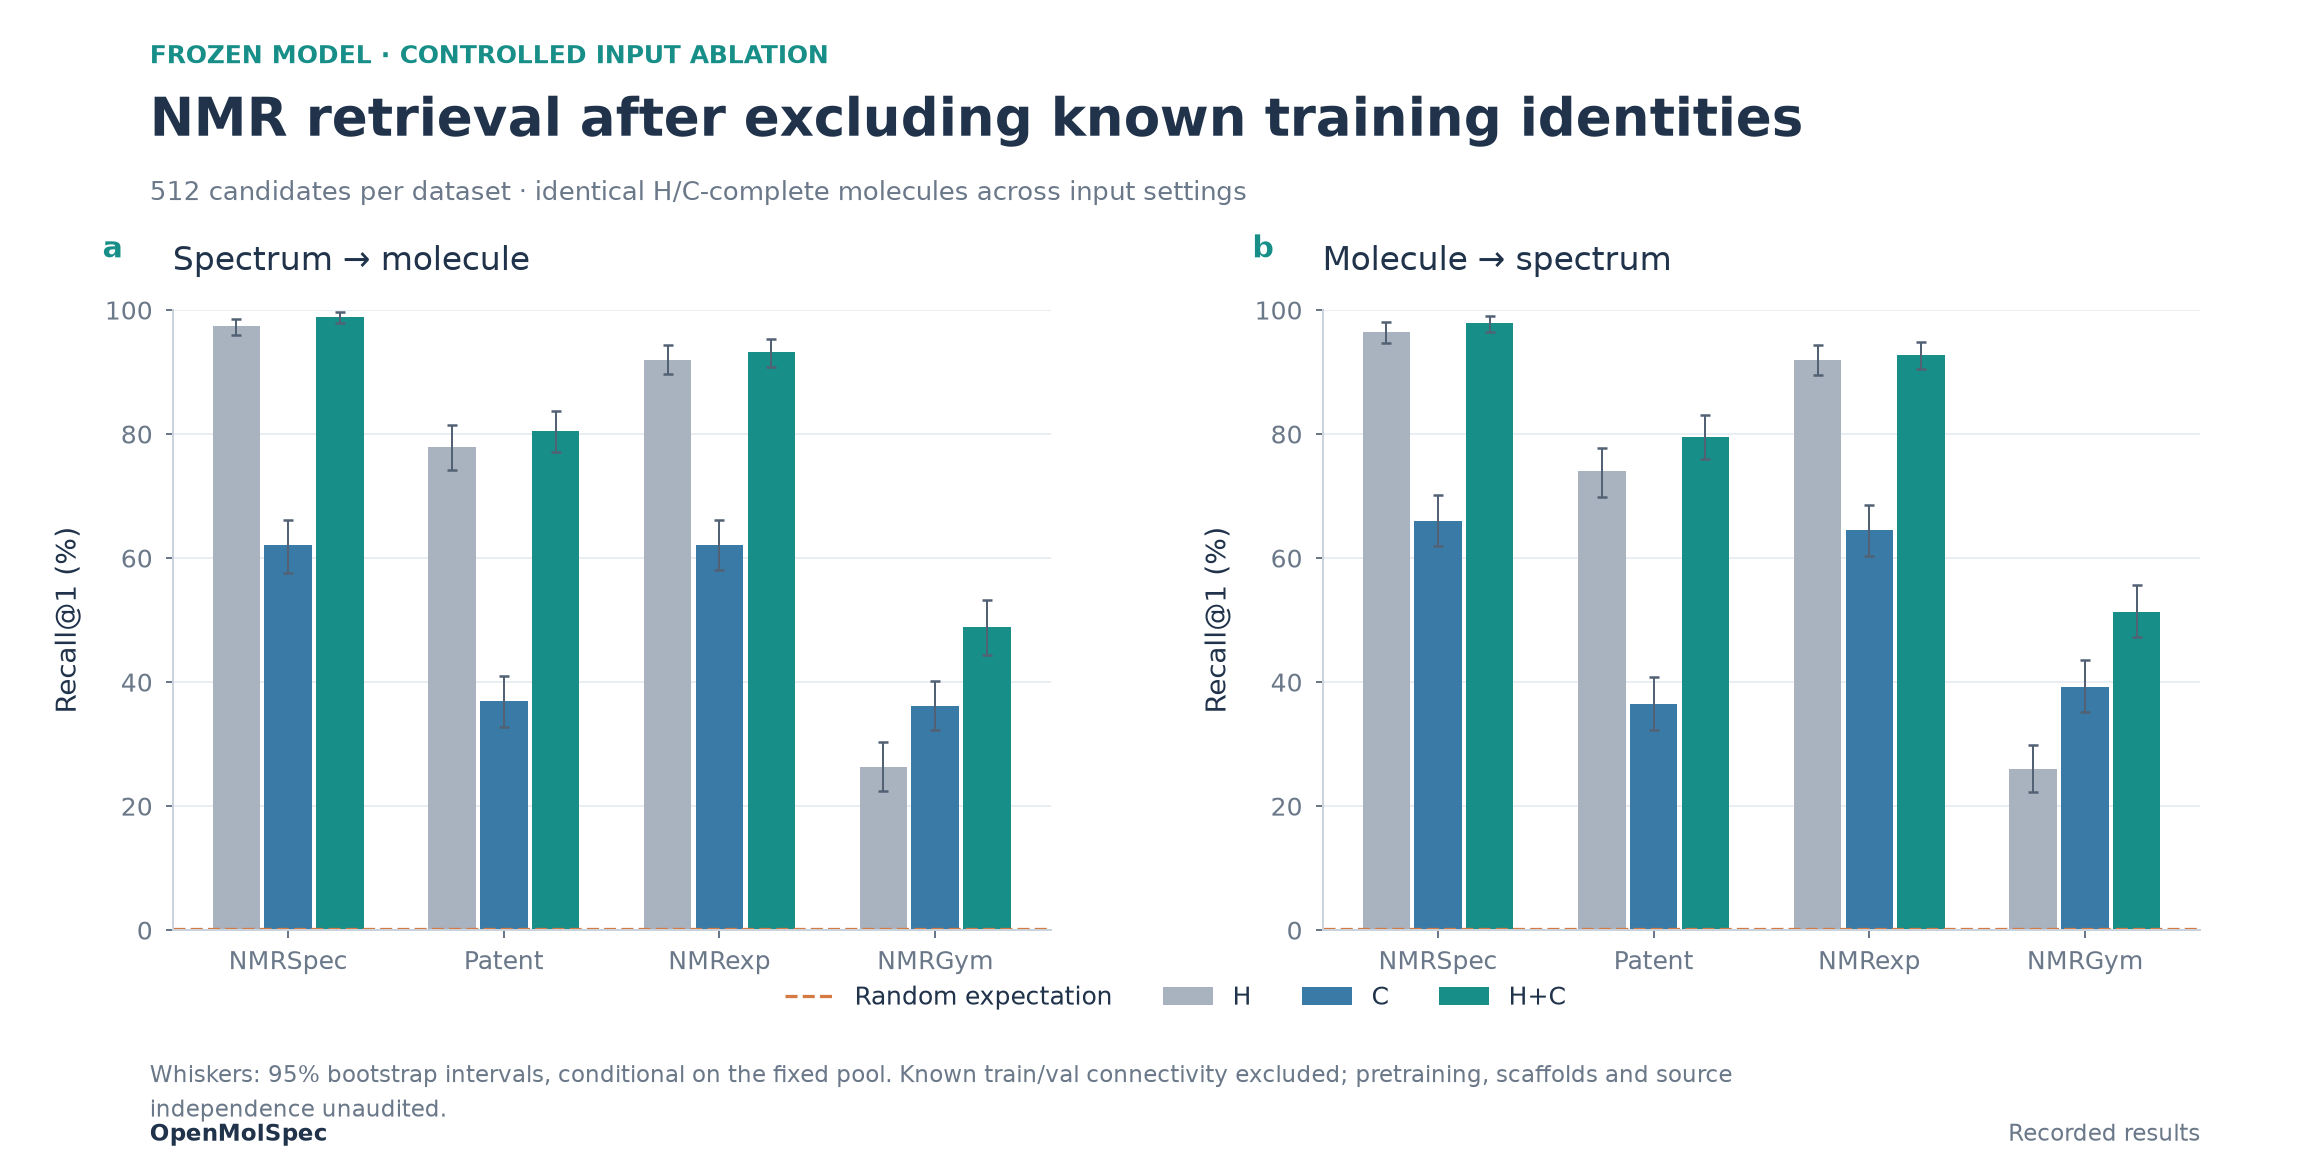 FROZEN MODEL · CONTROLLED INPUT ABLATION
NMR retrieval after excluding known training identities
512 candidates per dataset · identical H/C-complete molecules across input settings
a
Spectrum → molecule
Recall@1 (%)
100
80
60
40
20
0
NMRSpec Patent NMRexp NMRGym
b
Molecule → spectrum
Recall@1 (%)
100
80
60
40
20
0
NMRSpec Patent NMRexp NMRGym
Random expectation H C H+C
Whiskers: 95% bootstrap intervals, conditional on the fixed pool. Known train/val connectivity excluded; pretraining, scaffolds and source
independence unaudited.
OpenMolSpec
Recorded results